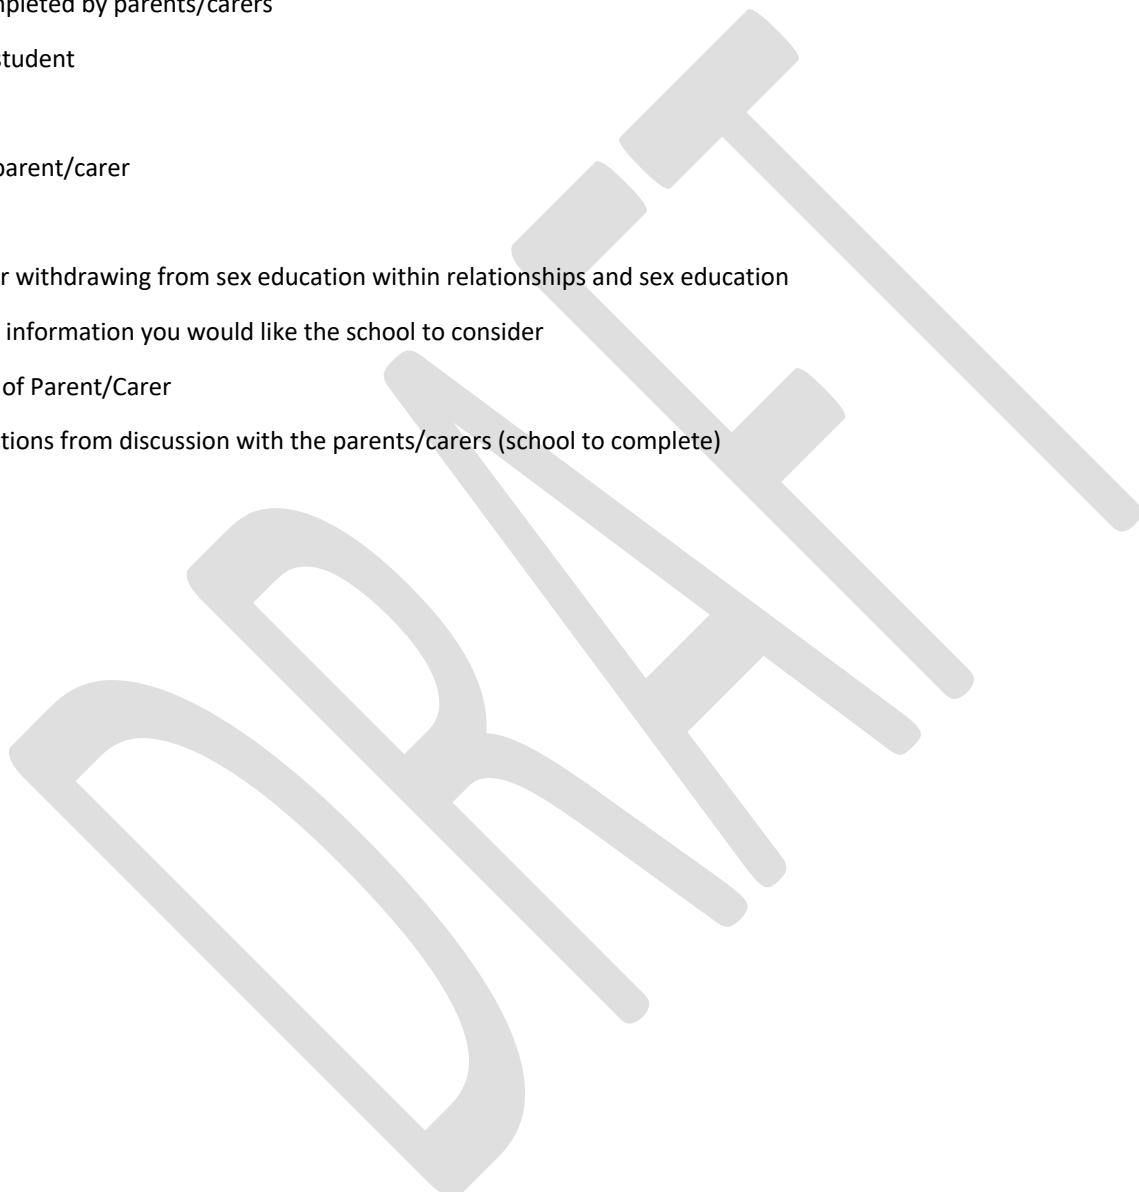 mpleted by parents/carers
student
parent/carer
r withdrawing from sex education within relationships and sex education
information you would like the school to consider
of Parent/Carer
tions from discussion with the parents/carers (school to complete)
DRAFT